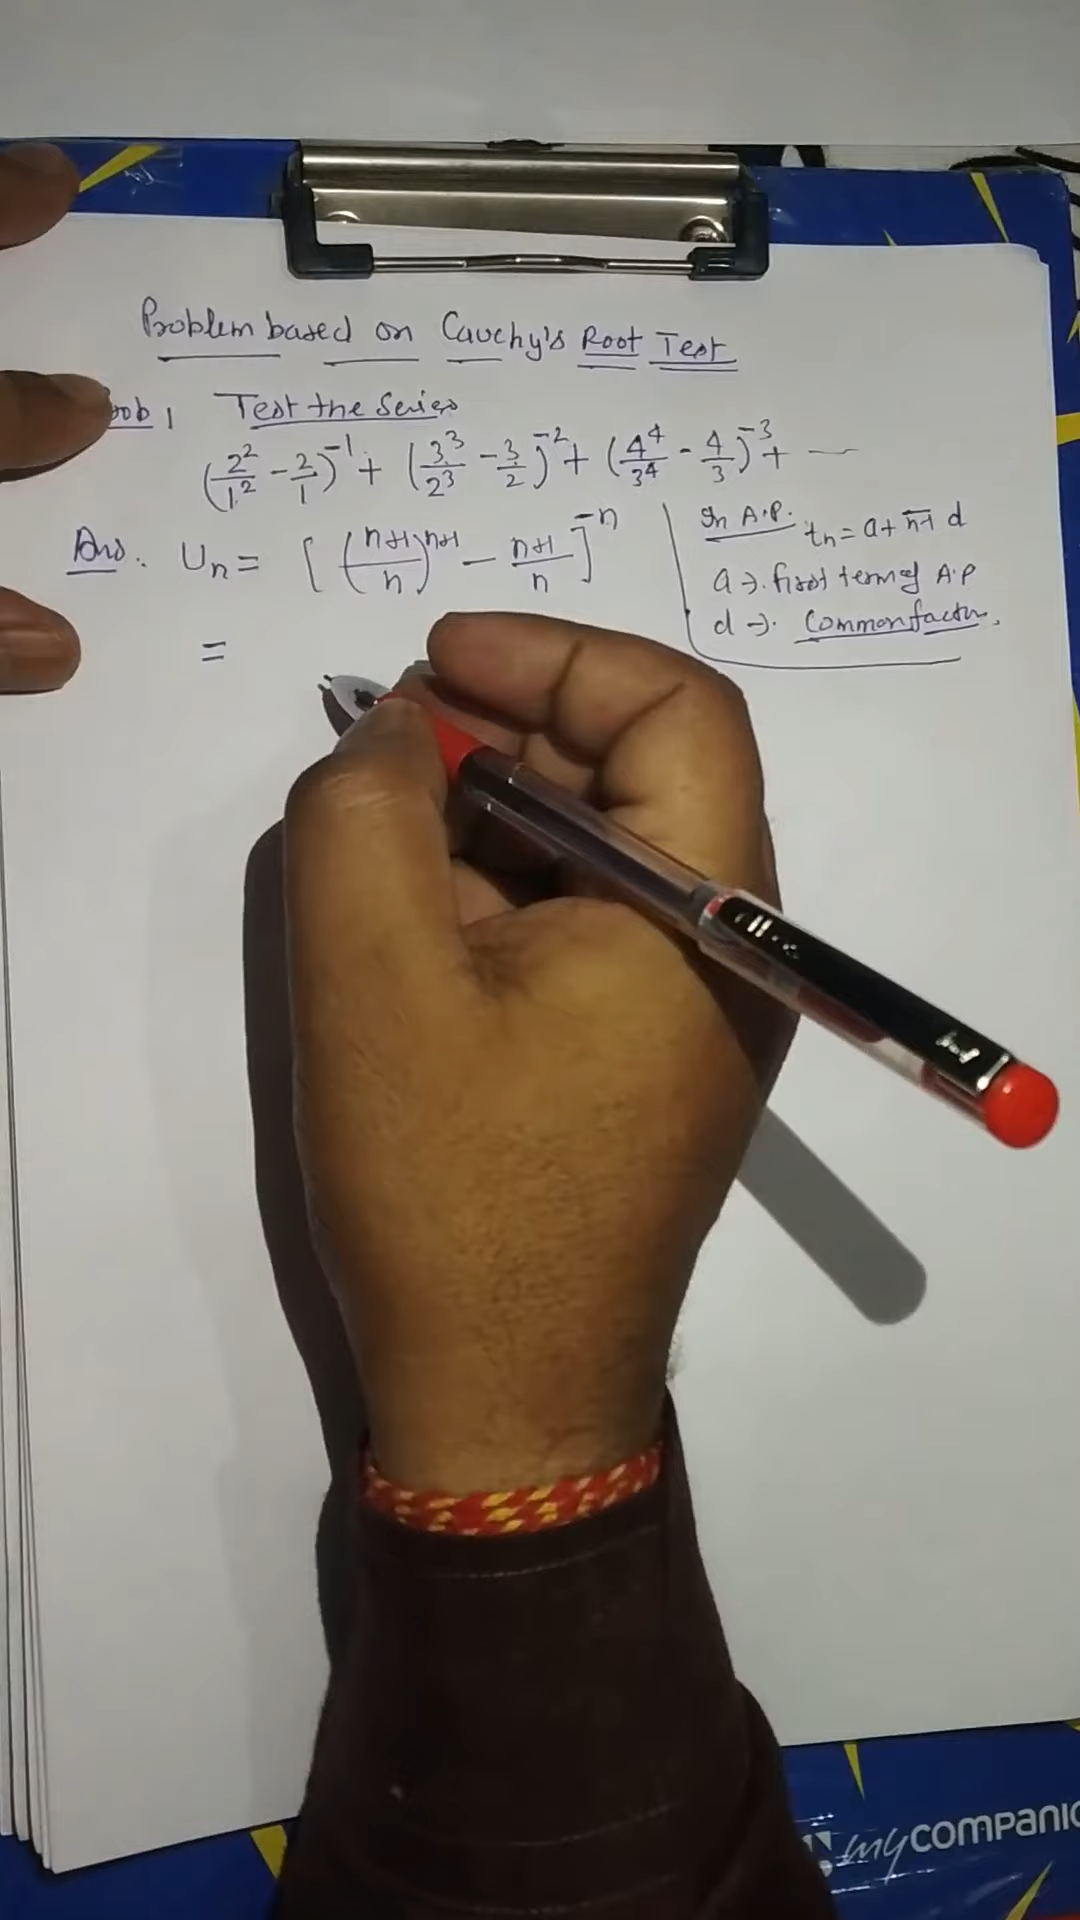 Problem based on Cauchy's Root Test
rob 1 Test the Series
(2²/1² - 2/1)⁻¹ + (3³/2³ - 3/2)⁻² + (4⁴/3⁴ - 4/3)⁻³ + —
Ans. Uₙ = [((n+1)/n)ⁿ⁺¹ - (n+1)/n]⁻ⁿ
=
In A.P. tₙ = a + n-1 d
a → first term of A.P
d → Common factor.
mycompanio